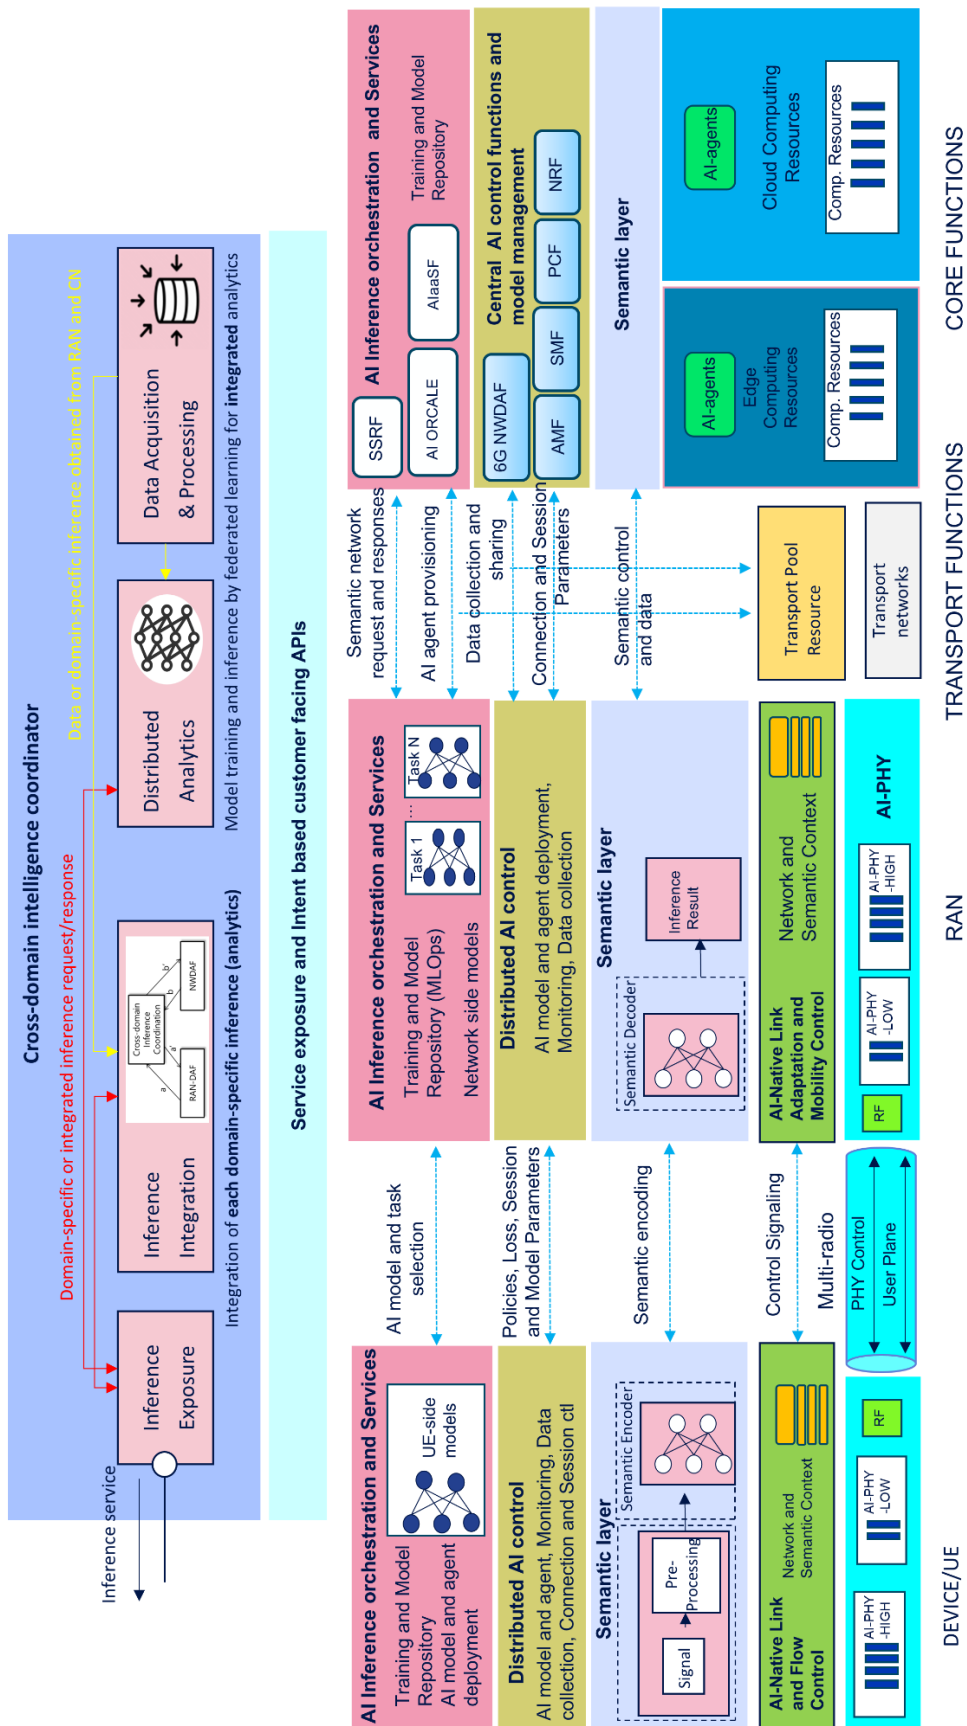 Cross-domain intelligence coordinator
Domain-specific or integrated inference request/response
Data or domain-specific inference obtained from RAN and CN
Inference service
Inference
Exposure
Inference
Integration
Cross-domain
Inference
Coordination
RAN-DAF
NWDAF
a
a'
b
b'
Distributed
Analytics
Data Acquisition
& Processing
Integration of each domain-specific inference (analytics)
Model training and inference by federated learning for integrated analytics
Service exposure and Intent based customer facing APIs
AI Inference orchestration and Services
Training and Model
Repository
AI model and agent
deployment
UE-side
models
Distributed AI control
AI model and agent, Monitoring, Data
collection, Connection and Session ctl
Semantic layer
Signal
Pre-
Processing
Semantic Encoder
AI-Native Link
and Flow
Control
Network and
Semantic Context
AI-PHY
-HIGH
AI-PHY
-LOW
RF
DEVICE/UE
AI model and task
selection
Policies, Loss, Session
and Model Parameters
Semantic encoding
Control Signaling
Multi-radio
PHY Control
User Plane
AI Inference orchestration and Services
Training and Model
Repository (MLOps)
Network side models
Task 1
...
Task N
Distributed AI control
AI model and agent deployment,
Monitoring, Data collection
Semantic layer
Semantic Decoder
Inference
Result
AI-Native Link
Adaptation and
Mobility Control
Network and
Semantic Context
AI-PHY
RF
AI-PHY
-LOW
AI-PHY
-HIGH
RAN
Semantic network
request and responses
AI agent provisioning
Data collection and
sharing
Connection and Session
Parameters
Semantic control
and data
Transport Pool
Resource
Transport
networks
TRANSPORT FUNCTIONS
AI Inference orchestration and Services
SSRF
AI ORCALE
AIaaSF
Training and Model
Repository
Central AI control functions and
model management
6G NWDAF
AMF
SMF
PCF
NRF
Semantic layer
AI-agents
Edge
Computing
Resources
Comp. Resources
AI-agents
Cloud Computing
Resources
Comp. Resources
CORE FUNCTIONS